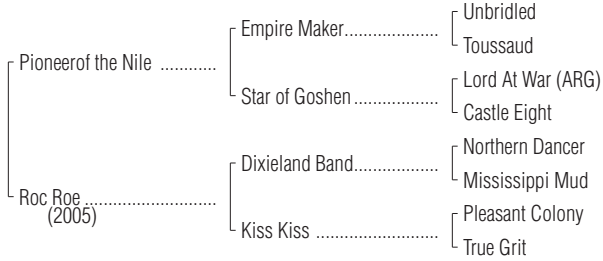 Unbridled
Empire Maker....................
Toussaud
Pioneerof the Nile ............
Lord At War (ARG)
Star of Goshen ..................
Castle Eight
Northern Dancer
Dixieland Band..................
Mississippi Mud
Roc Roe ............................
(2005)
Pleasant Colony
Kiss Kiss ..........................
True Grit